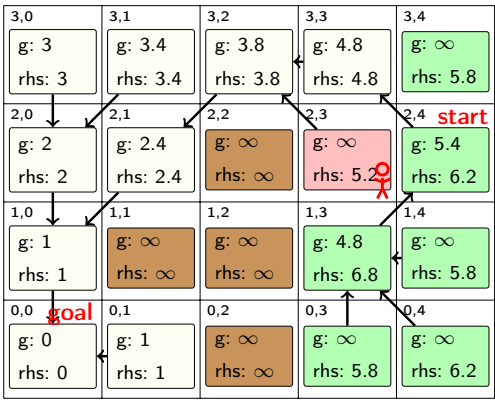 3,0 3,1 3,2 3,3 3,4
g: 3 g: 3.4 g: 3.8 g: 4.8 g: ∞
rhs: 3 rhs: 3.4 rhs: 3.8 rhs: 4.8 rhs: 5.8
2,0 2,1 2,2 2,3 2,4 start
g: 2 g: 2.4 g: ∞ g: ∞ g: 5.4
rhs: 2 rhs: 2.4 rhs: ∞ rhs: 5.2 rhs: 6.2
1,0 1,1 1,2 1,3 1,4
g: 1 g: ∞ g: ∞ g: 4.8 g: ∞
rhs: 1 rhs: ∞ rhs: ∞ rhs: 6.8 rhs: 5.8
0,0 goal 0,1 0,2 0,3 0,4
g: 0 g: 1 g: ∞ g: ∞ g: ∞
rhs: 0 rhs: 1 rhs: ∞ rhs: 5.8 rhs: 6.2